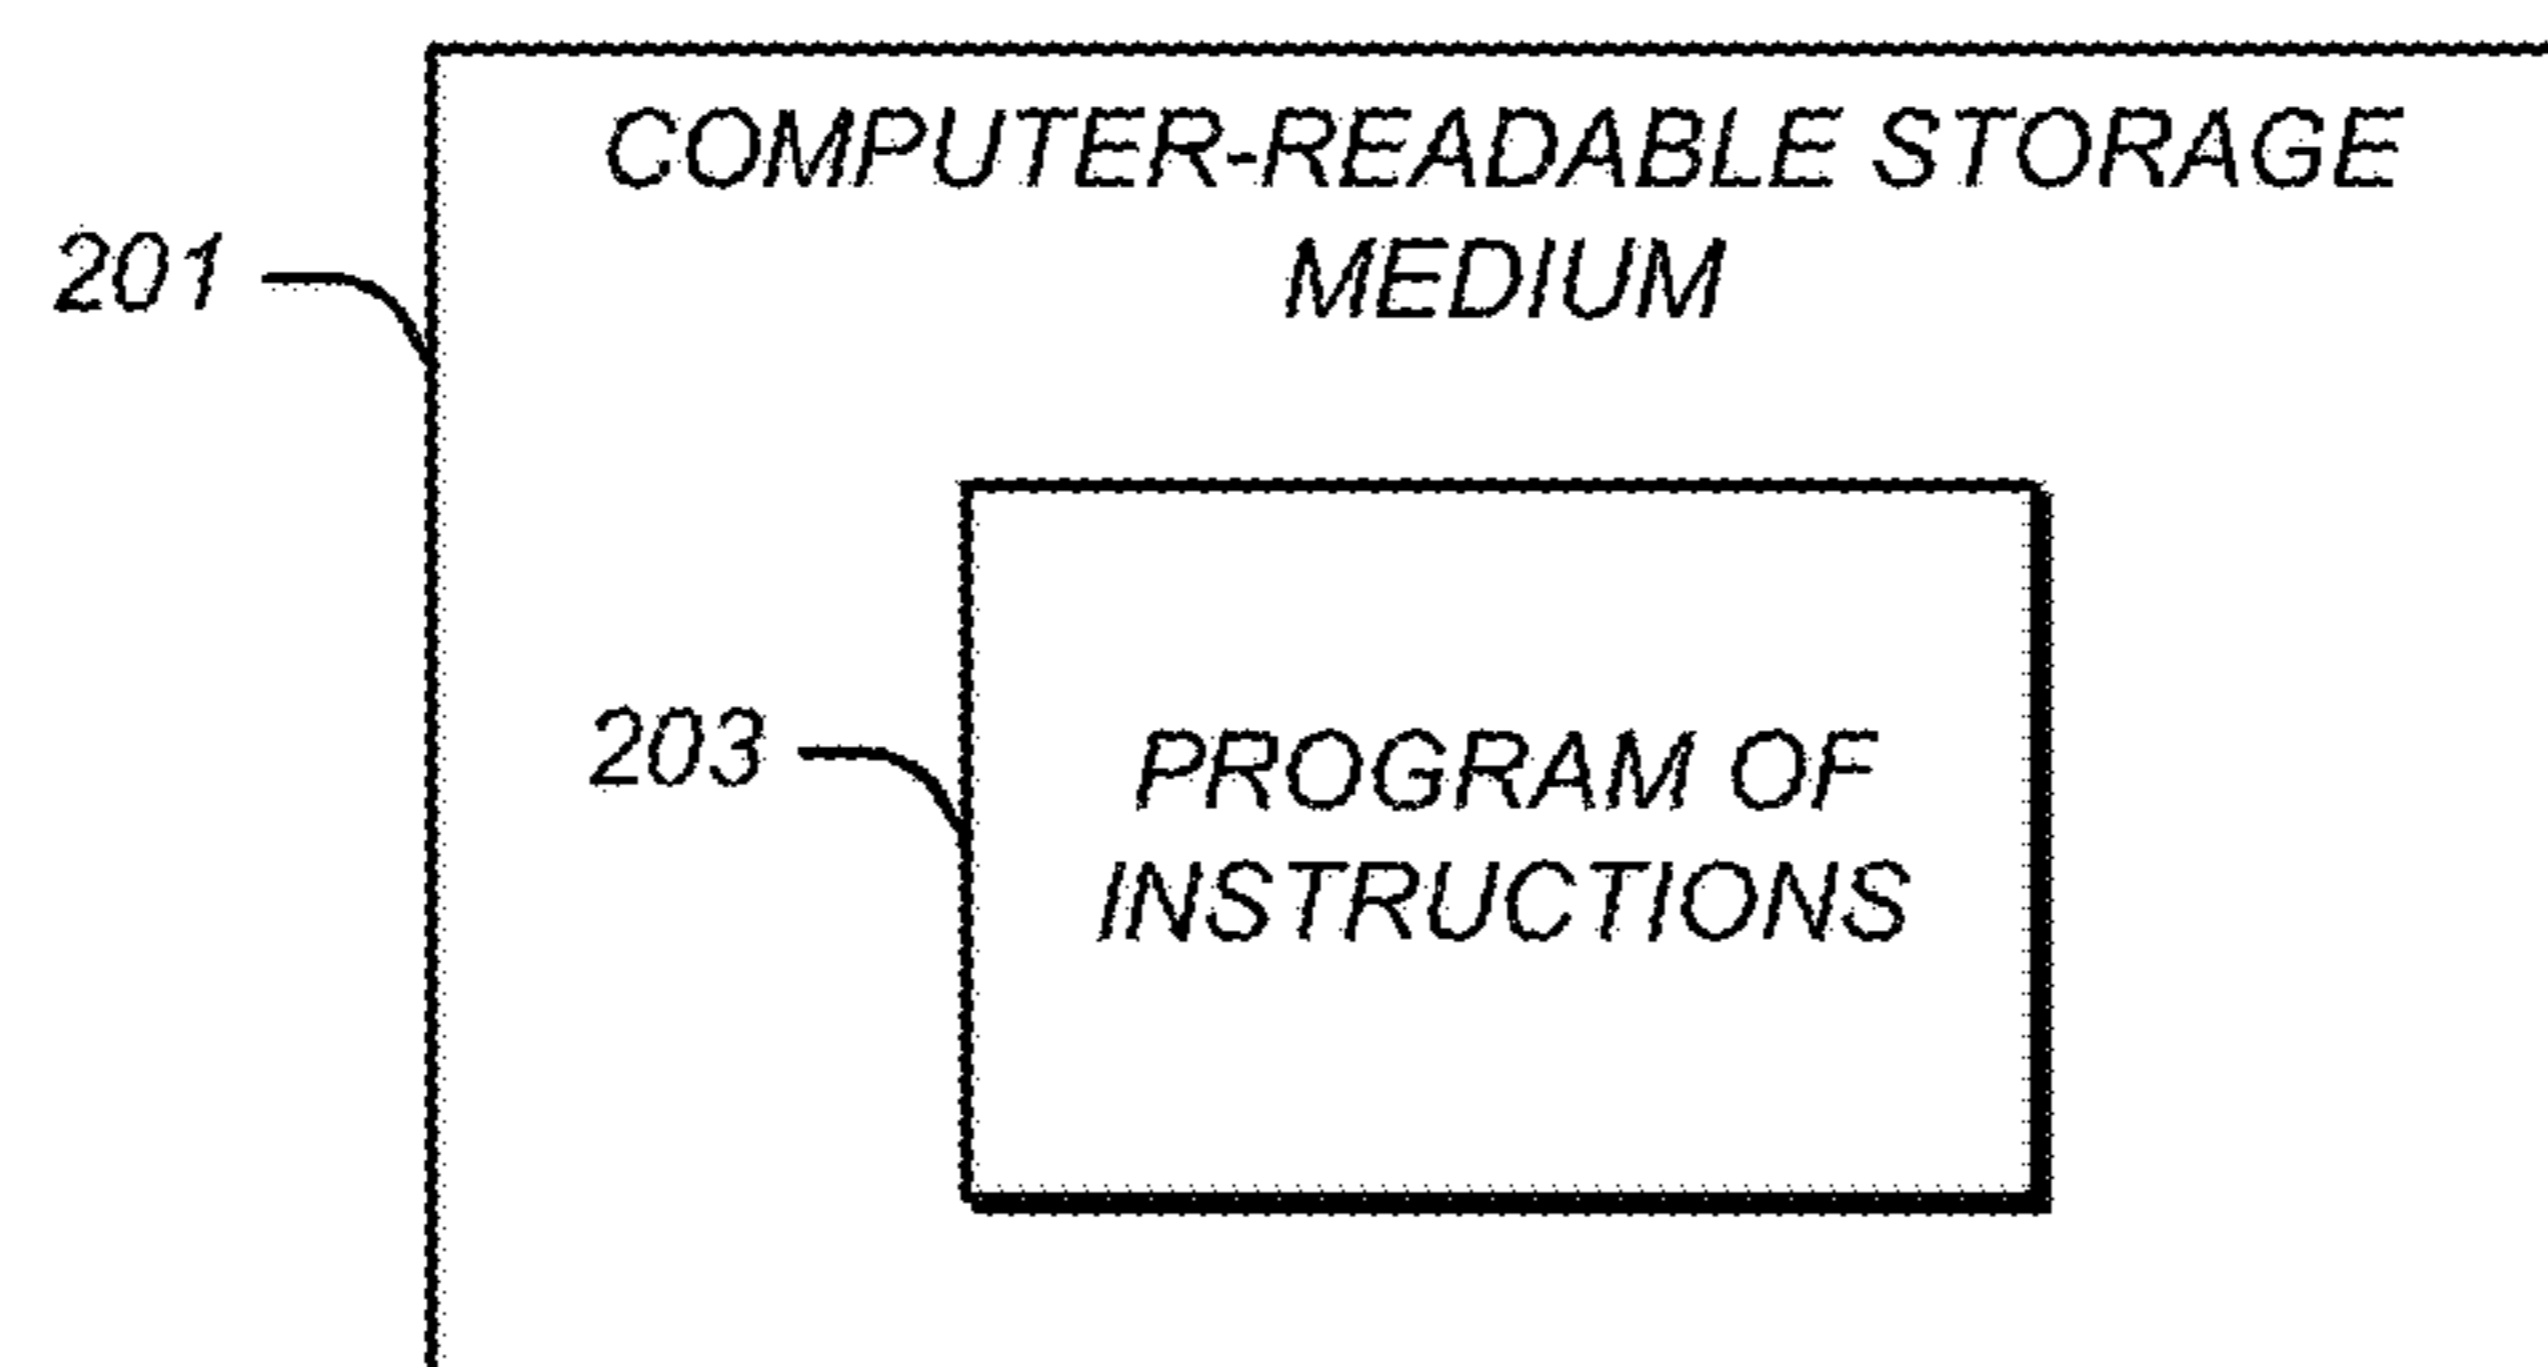 COMPUTER-READABLE STORAGE
MEDIUM
201
203
PROGRAM OF
INSTRUCTIONS